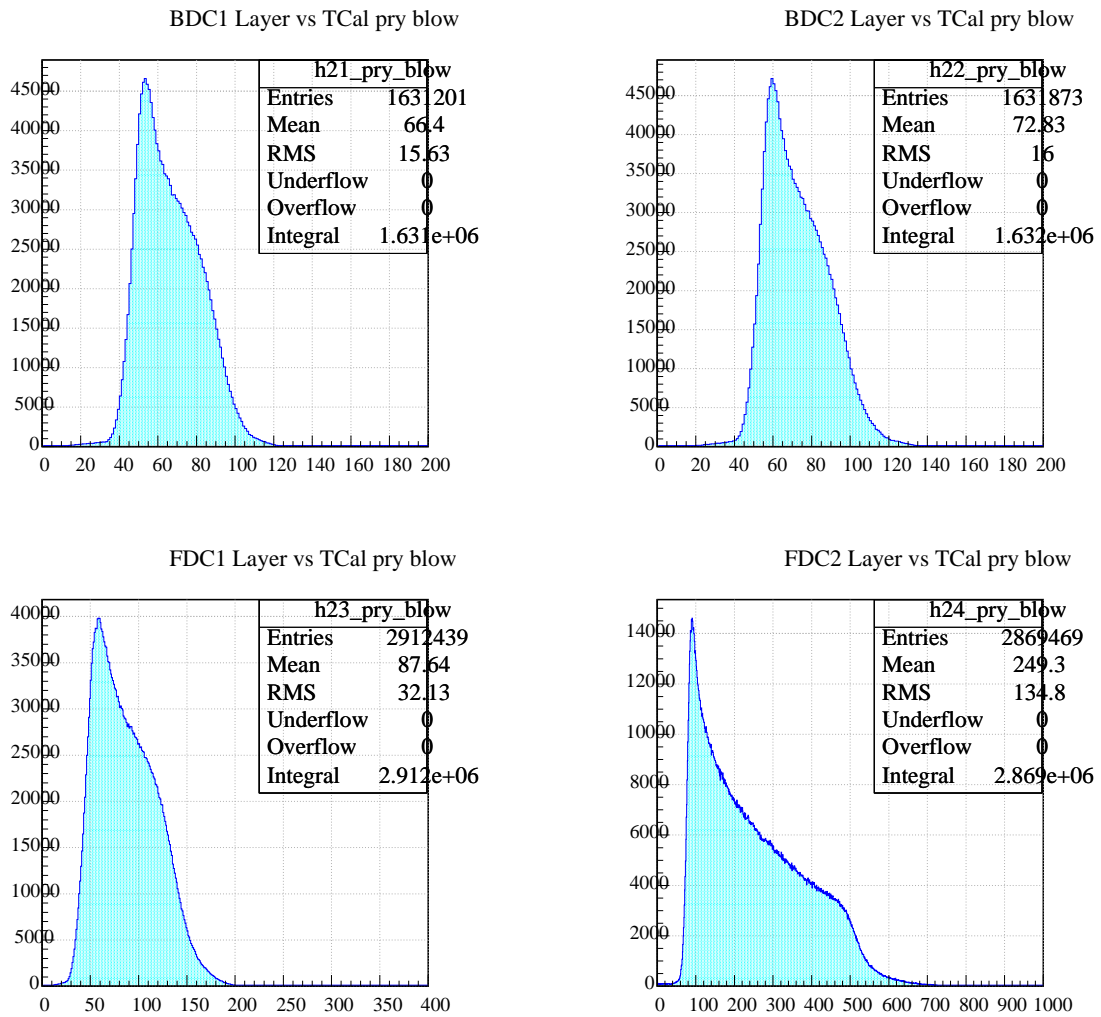 BDC1 Layer vs TCal pry blow
h21_pry_blow
Entries 1631201
Mean 66.4
RMS 15.63
Underflow 0
Overflow 0
Integral 1.631e+06
45000
40000
35000
30000
25000
20000
15000
10000
5000
0
0 20 40 60 80 100 120 140 160 180 200
BDC2 Layer vs TCal pry blow
h22_pry_blow
Entries 1631873
Mean 72.83
RMS 16
Underflow 0
Overflow 0
Integral 1.632e+06
45000
40000
35000
30000
25000
20000
15000
10000
5000
0
0 20 40 60 80 100 120 140 160 180 200
FDC1 Layer vs TCal pry blow
h23_pry_blow
Entries 2912439
Mean 87.64
RMS 32.13
Underflow 0
Overflow 0
Integral 2.912e+06
40000
35000
30000
25000
20000
15000
10000
5000
0
0 50 100 150 200 250 300 350 400
FDC2 Layer vs TCal pry blow
h24_pry_blow
Entries 2869469
Mean 249.3
RMS 134.8
Underflow 0
Overflow 0
Integral 2.869e+06
14000
12000
10000
8000
6000
4000
2000
0
0 100 200 300 400 500 600 700 800 900 1000